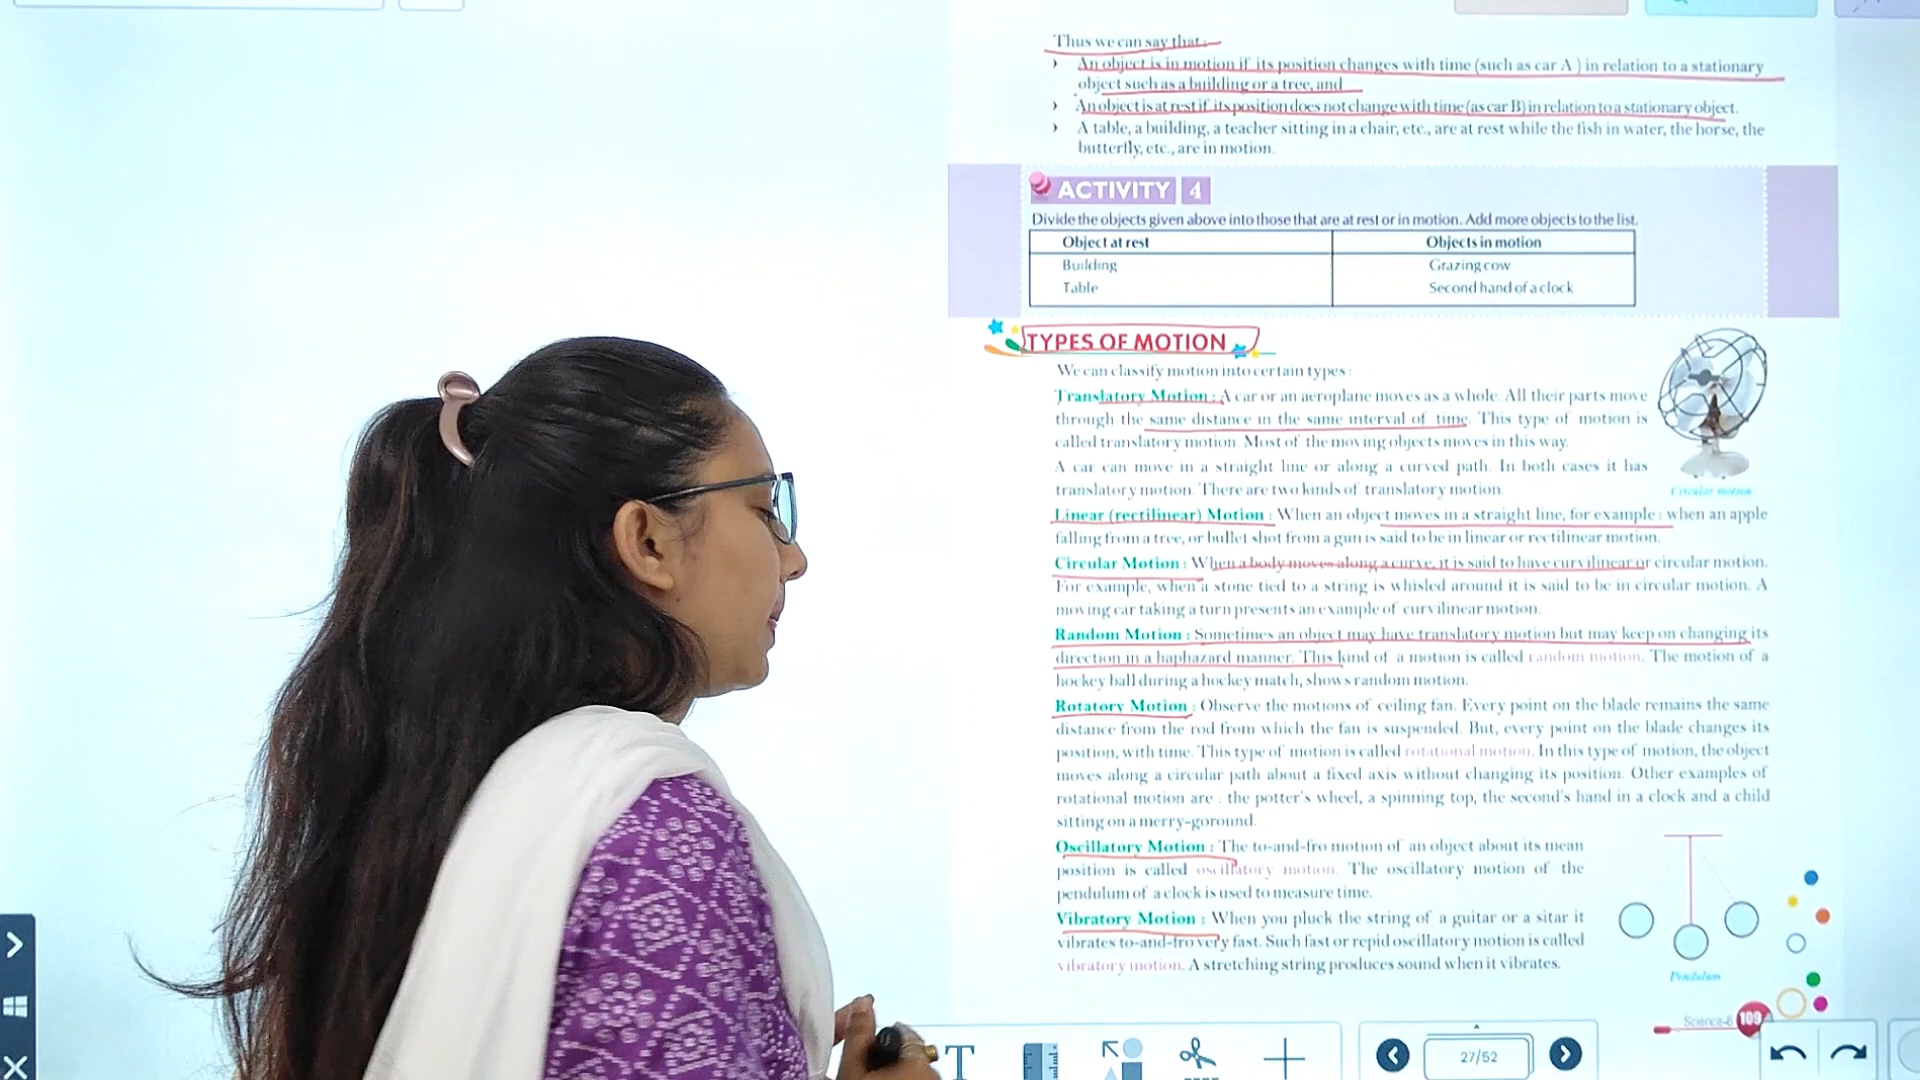 Thus we can say that :
› An object is in motion if its position changes with time (such as car A ) in relation to a stationary
object such as a building or a tree, and
› An object is at rest if its position does not change with time (as car B) in relation to a stationary object.
› A table, a building, a teacher sitting in a chair, etc., are at rest while the fish in water, the horse, the
butterfly, etc., are in motion.
ACTIVITY 4
Divide the objects given above into those that are at rest or in motion. Add more objects to the list.
Object at rest Objects in motion
Building Grazing cow
Table Second hand of a clock
TYPES OF MOTION
We can classify motion into certain types :
Translatory Motion : A car or an aeroplane moves as a whole. All their parts move
through the same distance in the same interval of time. This type of motion is
called translatory motion. Most of the moving objects moves in this way.
A car can move in a straight line or along a curved path. In both cases it has
translatory motion. There are two kinds of translatory motion.
Circular motion
Linear (rectilinear) Motion : When an object moves in a straight line, for example : when an apple
falling from a tree, or bullet shot from a gun is said to be in linear or rectilinear motion.
Circular Motion : When a body moves along a curve, it is said to have curvilinear or circular motion.
For example, when a stone tied to a string is whisled around it is said to be in circular motion. A
moving car taking a turn presents an example of curvilinear motion.
Random Motion : Sometimes an object may have translatory motion but may keep on changing its
direction in a haphazard manner. This kind of a motion is called random motion. The motion of a
hockey ball during a hockey match, shows random motion.
Rotatory Motion : Observe the motions of ceiling fan. Every point on the blade remains the same
distance from the rod from which the fan is suspended. But, every point on the blade changes its
position, with time. This type of motion is called rotational motion. In this type of motion, the object
moves along a circular path about a fixed axis without changing its position. Other examples of
rotational motion are : the potter's wheel, a spinning top, the second's hand in a clock and a child
sitting on a merry-goround.
Oscillatory Motion : The to-and-fro motion of an object about its mean
position is called oscillatory motion. The oscillatory motion of the
pendulum of a clock is used to measure time.
Vibratory Motion : When you pluck the string of a guitar or a sitar it
vibrates to-and-fro very fast. Such fast or repid oscillatory motion is called
vibratory motion. A stretching string produces sound when it vibrates.
Pendulum
Science-6 109
T
27/52